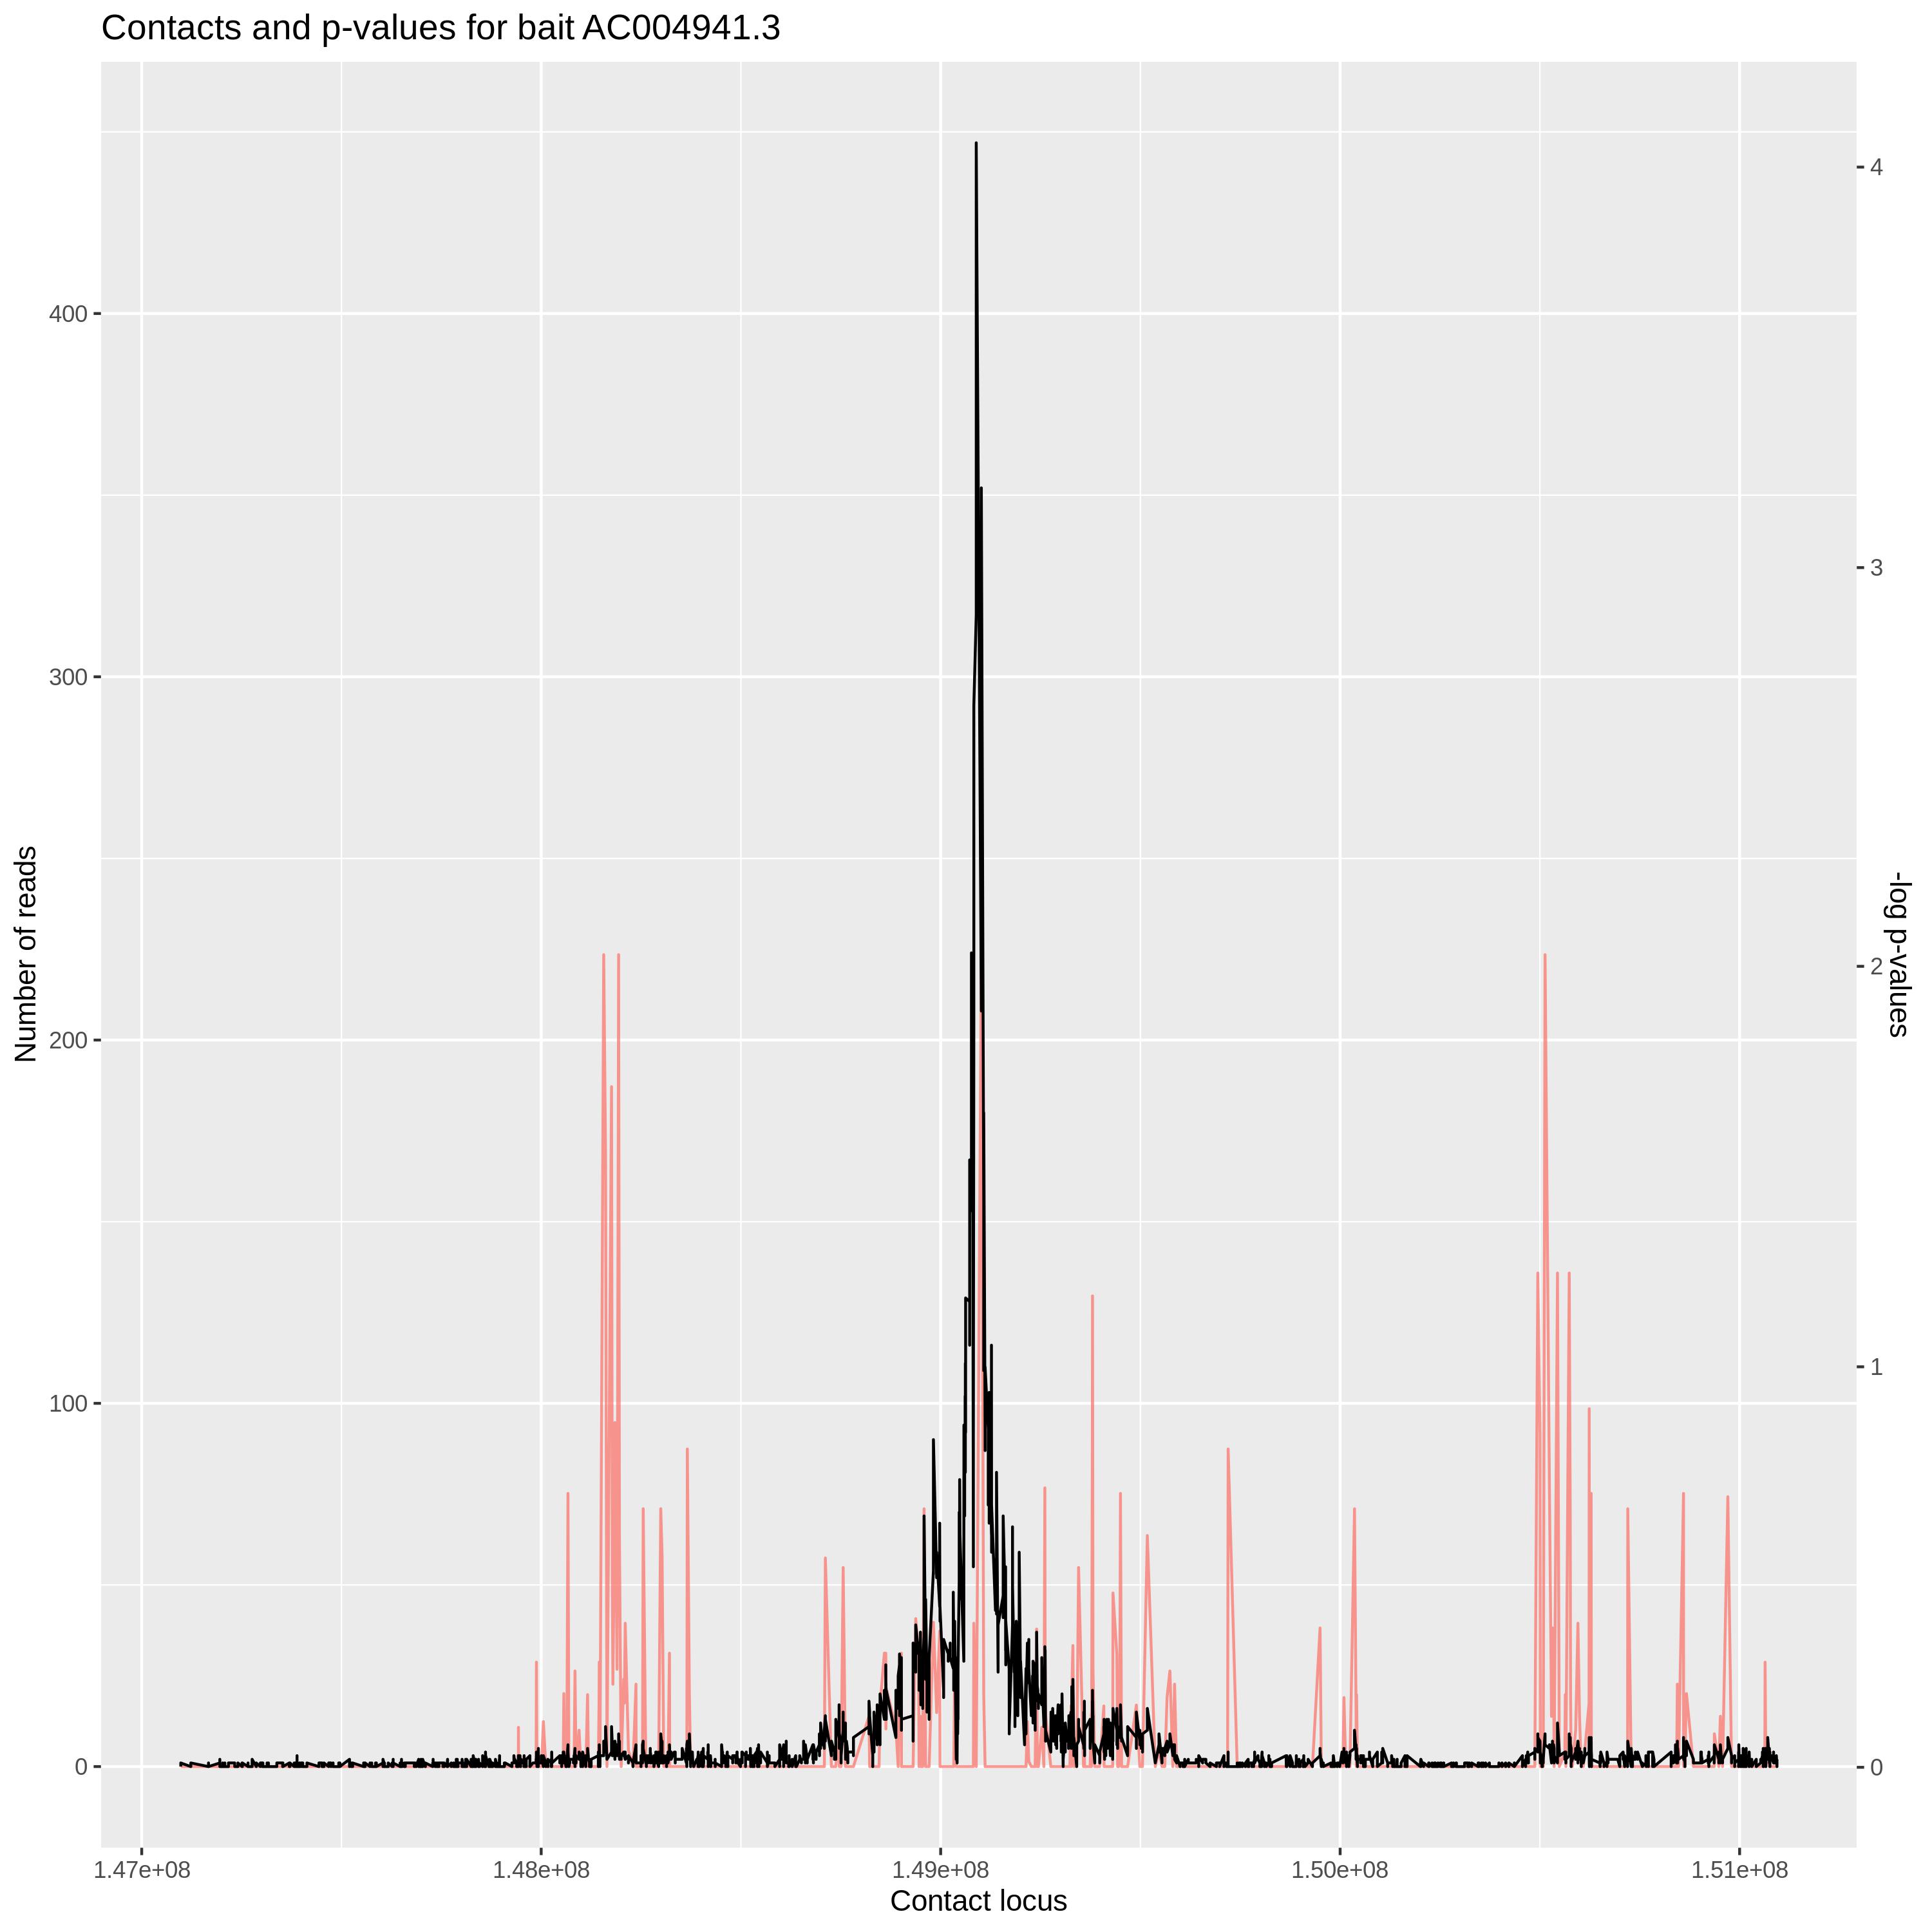 Contacts and p-values for bait AC004941.3
Number of reads
400
300
200
100
0
4
3
2
1
0
-log p-values
1.47e+08 1.48e+08 1.49e+08 1.50e+08 1.51e+08
Contact locus